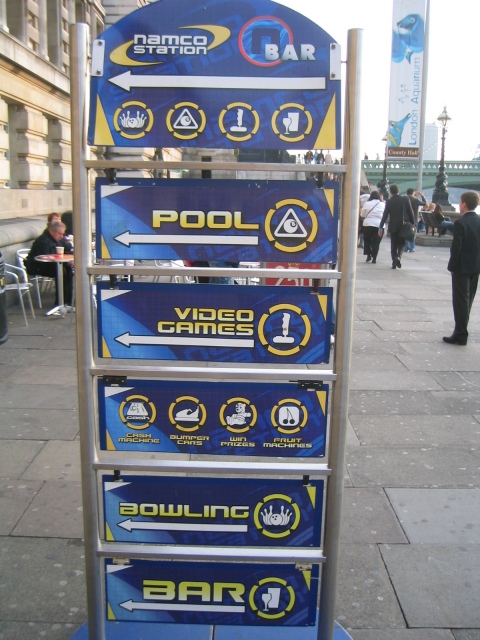 NAMCO
STATION
BAR
POOL
VIDEO
GAMES
CASH
CASH
MACHINE
BUMPER
CARS
WIN
PRIZES
FRUIT
MACHINES
BOWLING
BAR
London Aquarium
County Hall